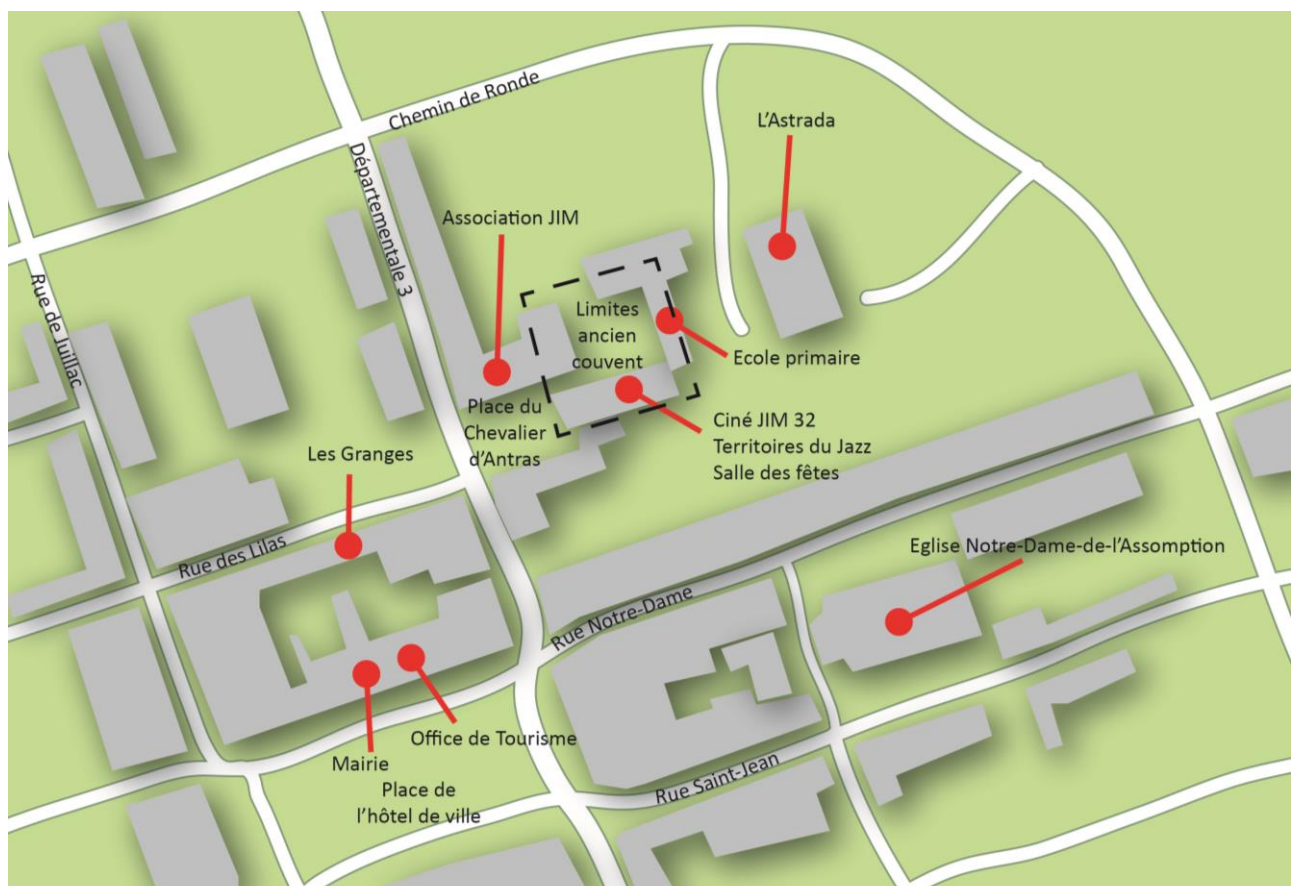 Chemin de Ronde
L'Astrada
Départementale 3
Association JIM
Rue de Juillac
Limites
ancien
couvent
Ecole primaire
Place du
Chevalier
d'Antras
Ciné JIM 32
Territoires du Jazz
Salle des fêtes
Les Granges
Rue des Lilas
Eglise Notre-Dame-de-l'Assomption
Rue Notre-Dame
Office de Tourisme
Mairie
Place de
l'hôtel de ville
Rue Saint-Jean